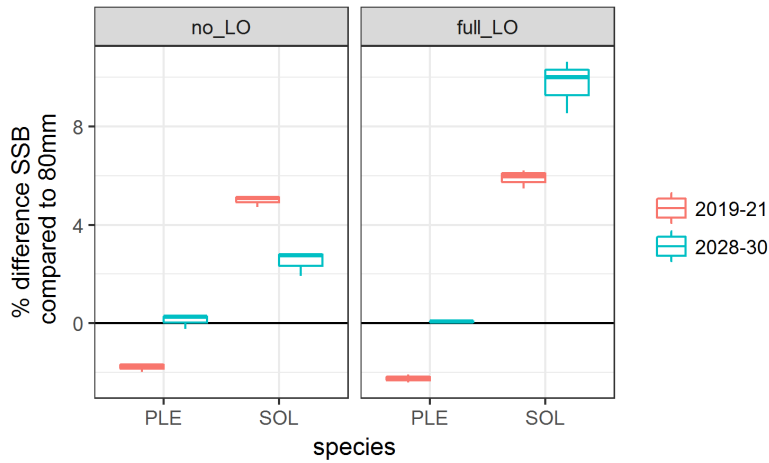 no_LO
full_LO
% difference SSB
compared to 80mm
8
4
0
PLE
SOL
PLE
SOL
species
2019-21
2028-30